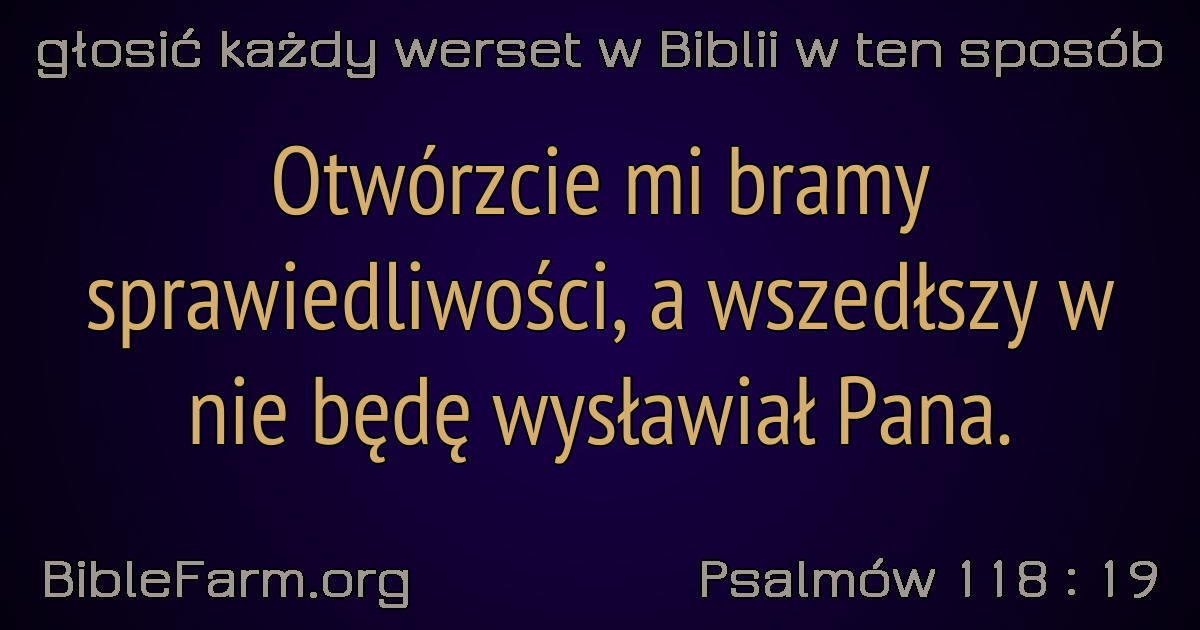 głosić każdy werset w Biblii w ten sposób
Otwórzcie mi bramy
sprawiedliwości, a wszedłszy w
nie będę wysławiał Pana.
BibleFarm.org
Psalmów 118 : 19